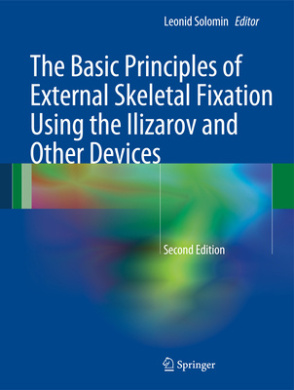 Leonid Solomin Editor
The Basic Principles of
External Skeletal Fixation
Using the Ilizarov and
Other Devices
Second Edition
Springer